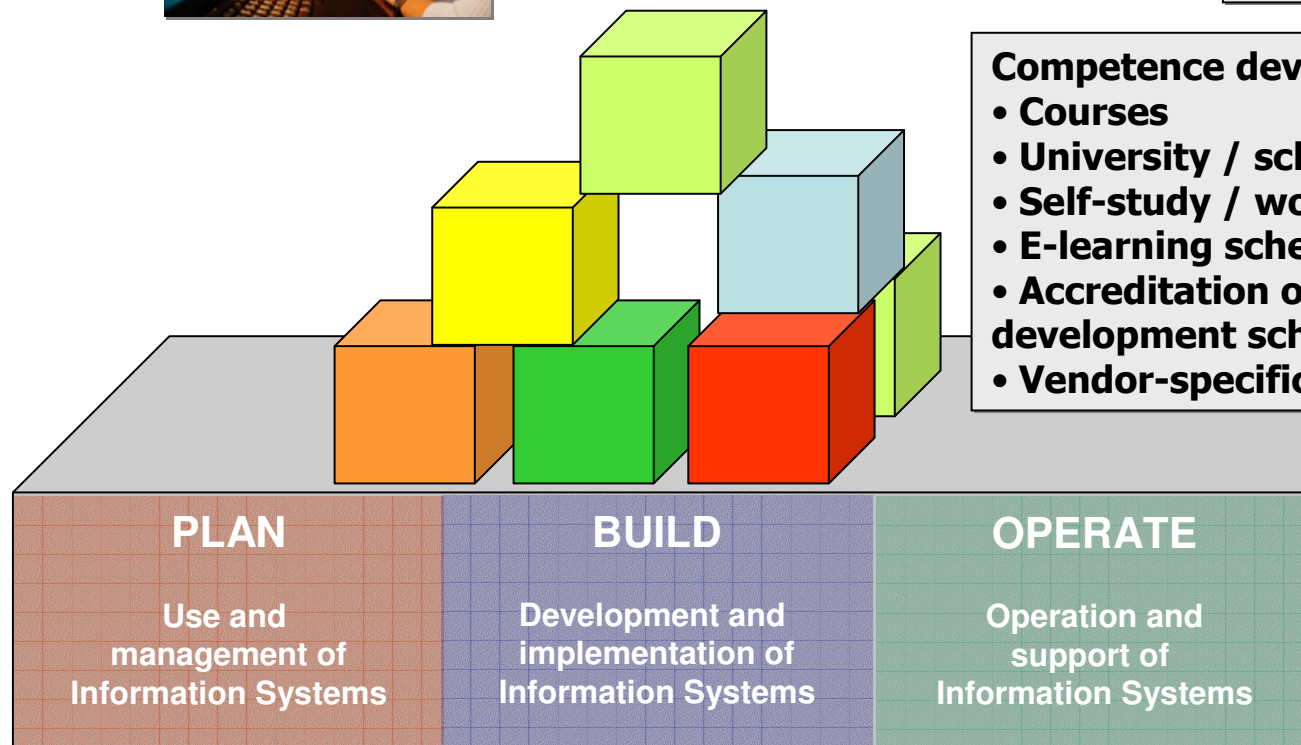 Competence dev
• Courses
• University / sch
• Self-study / wo
• E-learning sche
• Accreditation o
development sch
• Vendor-specific
PLAN
Use and
management of
Information Systems
BUILD
Development and
implementation of
Information Systems
OPERATE
Operation and
support of
Information Systems